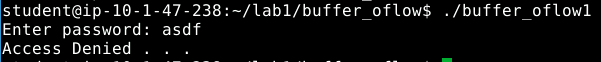 student@ip-10-1-47-238:~/lab1/buffer_oflow$ ./buffer_oflow1
Enter password: asdf
Access Denied . . .